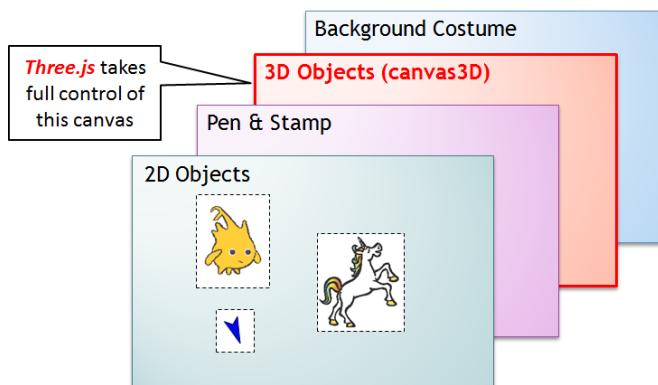 Background Costume
Three.js takes
full control of
this canvas
3D Objects (canvas3D)
Pen & Stamp
2D Objects